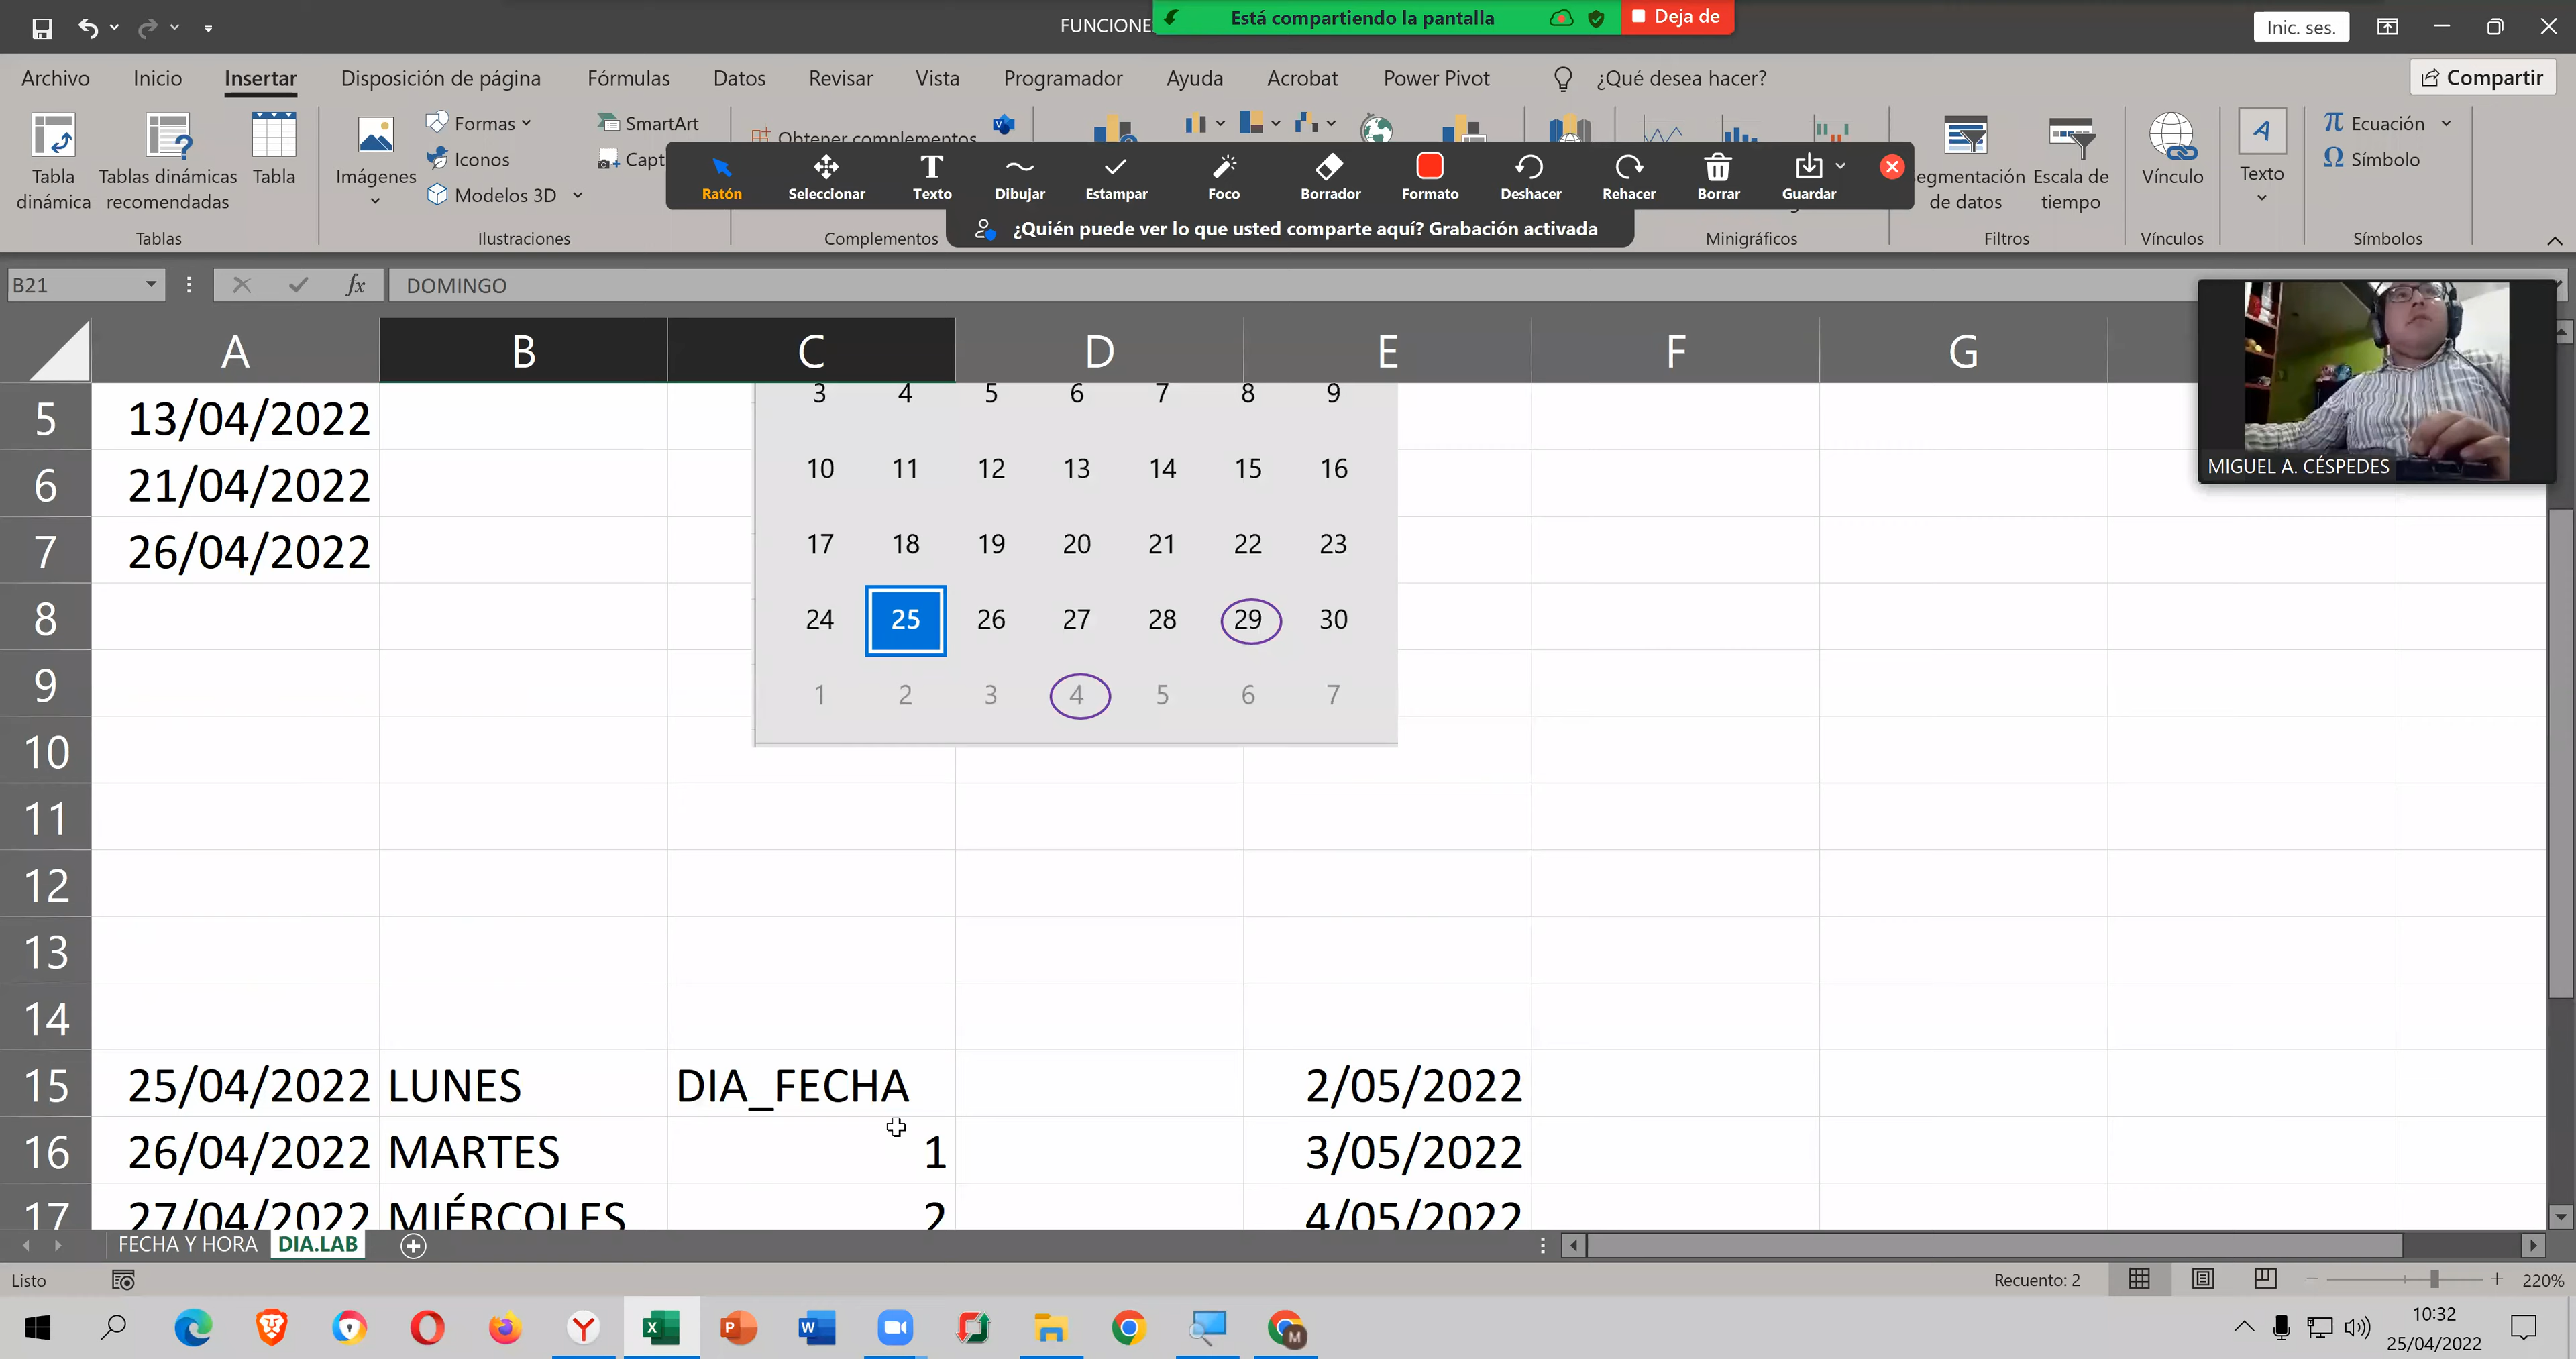 FUNCIONE
Está compartiendo la pantalla
Deja de
Inic. ses.
Archivo Inicio Insertar Disposición de página Fórmulas Datos Revisar Vista Programador Ayuda Acrobat Power Pivot ¿Qué desea hacer? Compartir
Tabla dinámica
Tablas dinámicas recomendadas
Tabla
Tablas
Imágenes
Formas
Iconos
Modelos 3D
SmartArt
Capt
Ilustraciones
Obtener complementos
Complementos
Ratón Seleccionar Texto Dibujar Estampar Foco Borrador Formato Deshacer Rehacer Borrar Guardar
¿Quién puede ver lo que usted comparte aquí? Grabación activada
Minigráficos
egmentación de datos
Escala de tiempo
Filtros
Vínculo
Vínculos
Texto
Ecuación
Símbolo
Símbolos
B21 fx DOMINGO
MIGUEL A. CÉSPEDES
A B C D E F G
3 4 5 6 7 8 9
5 13/04/2022
10 11 12 13 14 15 16
6 21/04/2022
17 18 19 20 21 22 23
7 26/04/2022
24 25 26 27 28 29 30
8
1 2 3 4 5 6 7
9
10
11
12
13
14
15 25/04/2022 LUNES DIA_FECHA 2/05/2022
16 26/04/2022 MARTES 1 3/05/2022
17 27/04/2022 MIÉRCOLES 2 4/05/2022
FECHA Y HORA DIA.LAB
Listo Recuento: 2 220%
10:32
25/04/2022